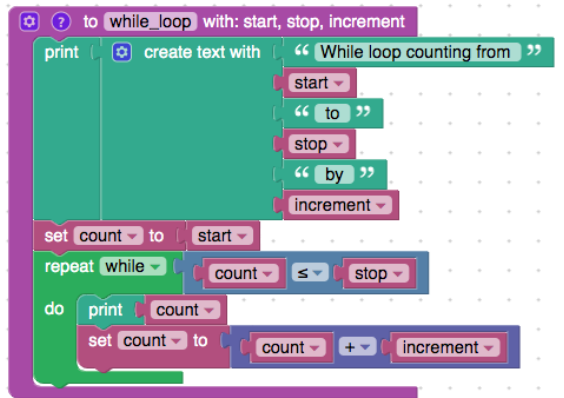 ? to while_loop with: start, stop, increment
print create text with “ While loop counting from ”
start
“ to ”
stop
“ by ”
increment
set count to start
repeat while count ≤ stop
do print count
set count to count + increment